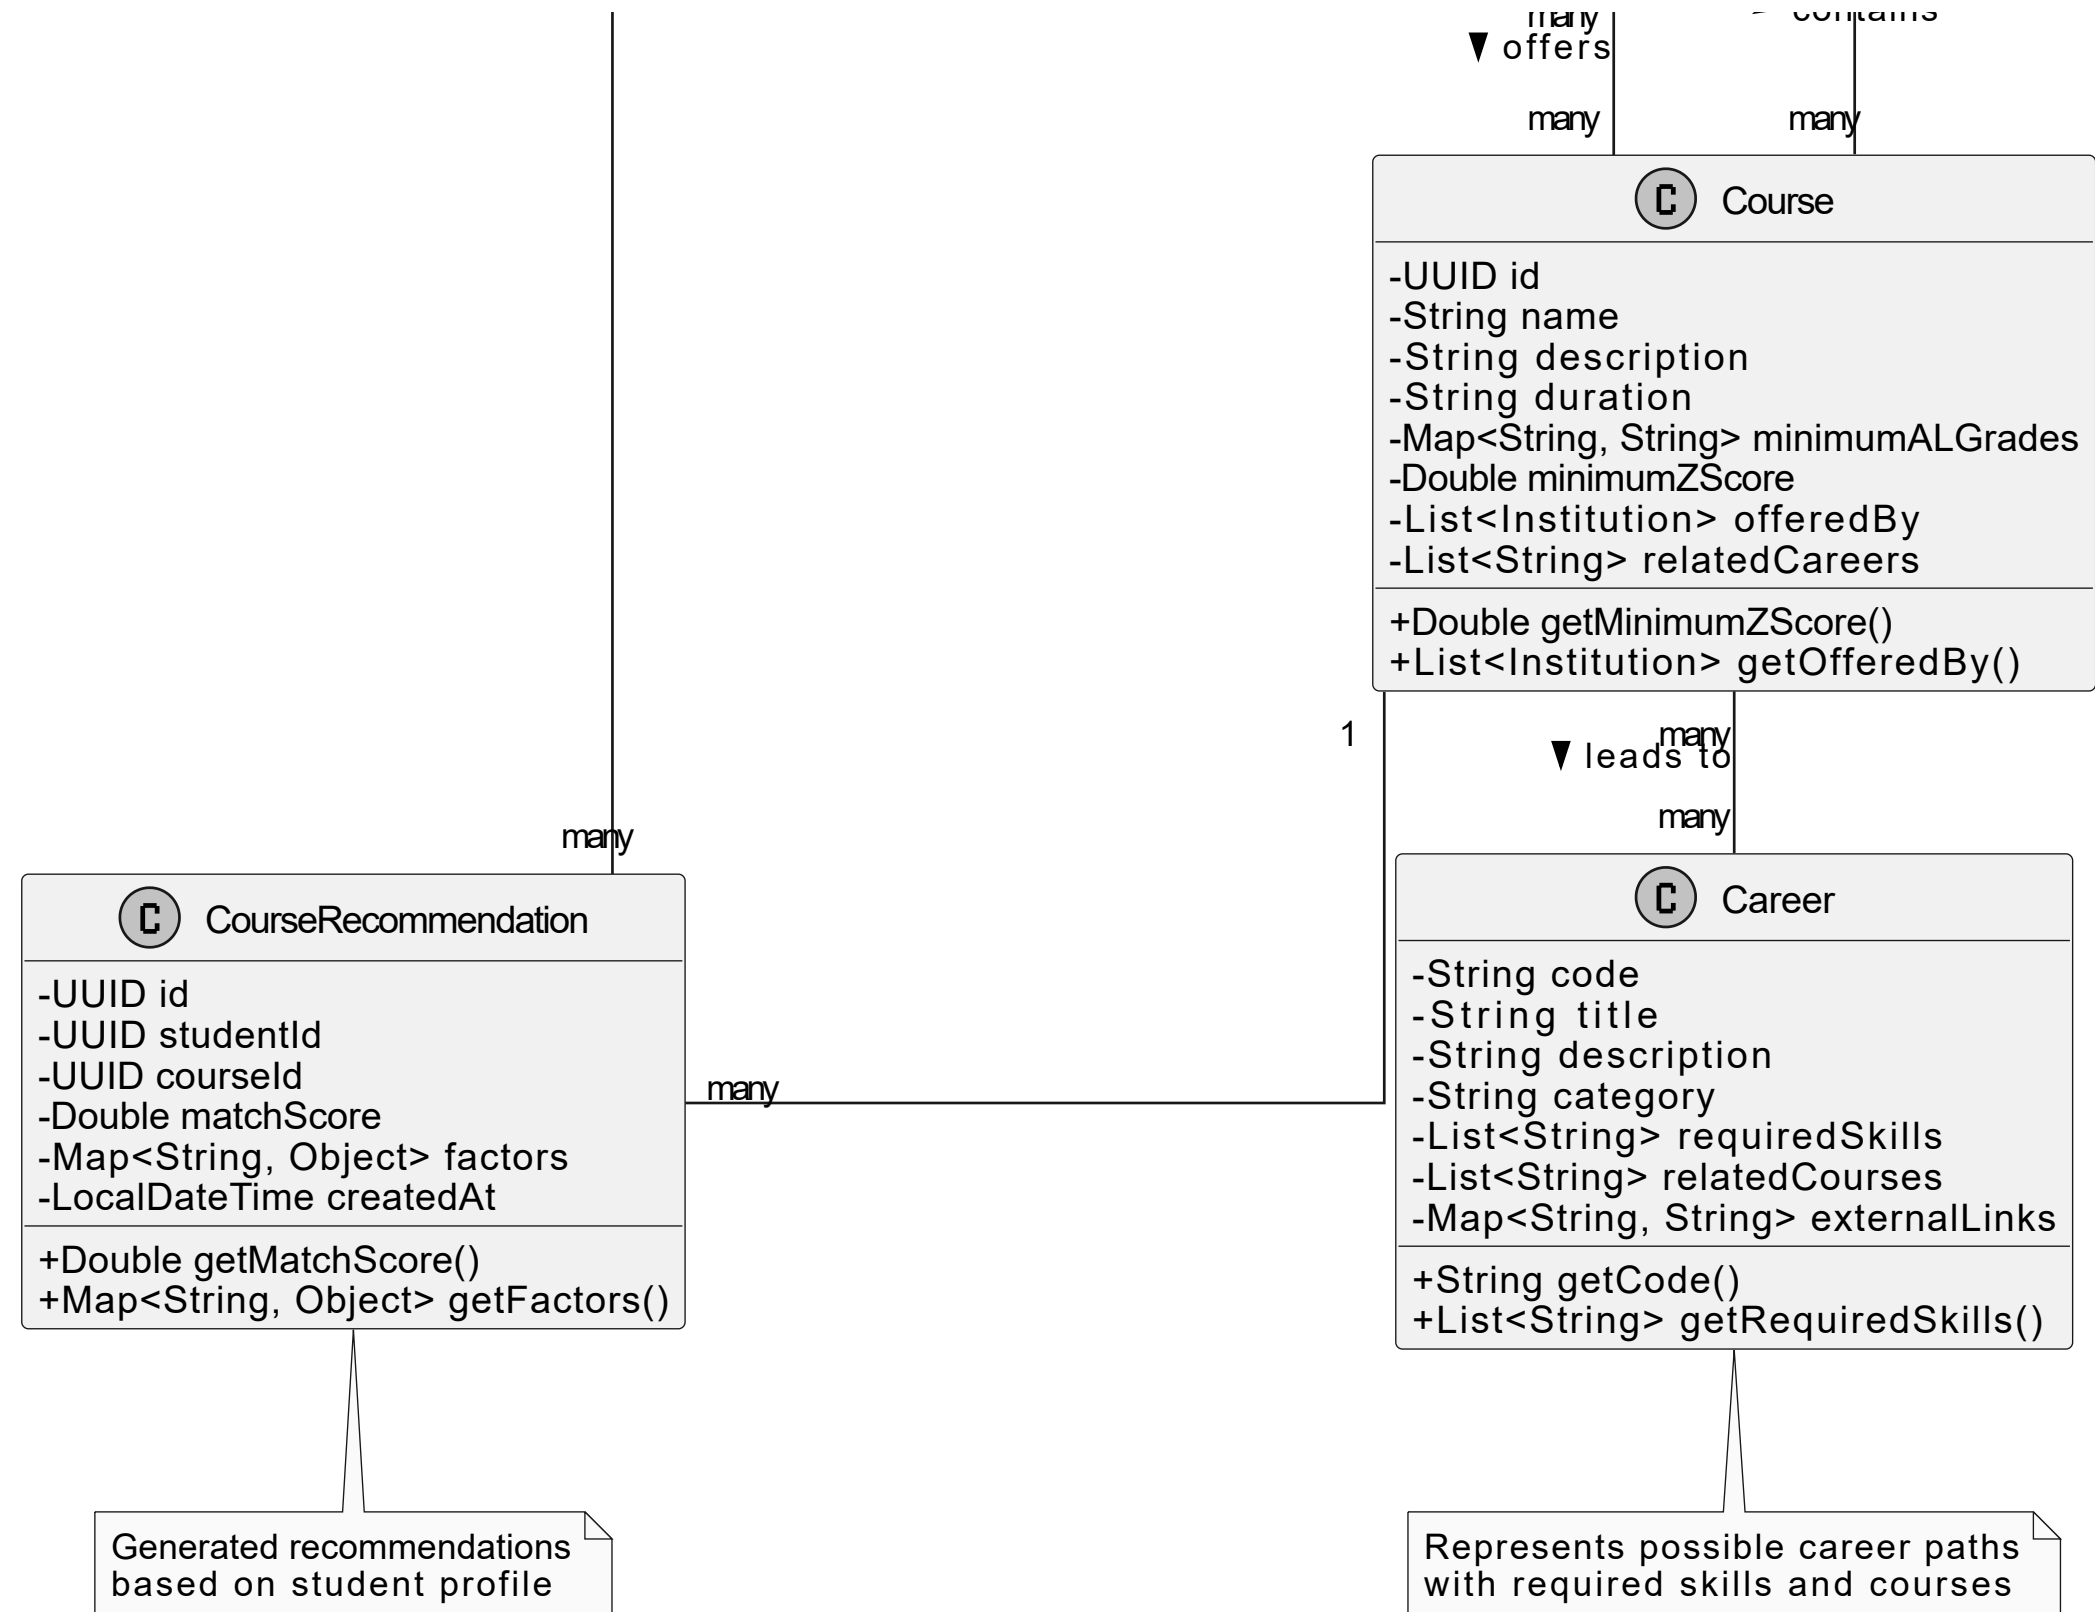 many
contains
▼ offers
many
many
C Course
-UUID id
-String name
-String description
-String duration
-Map<String, String> minimumALGrades
-Double minimumZScore
-List<Institution> offeredBy
-List<String> relatedCareers
+Double getMinimumZScore()
+List<Institution> getOfferedBy()
1
many
▼ leads to
many
many
C CourseRecommendation
-UUID id
-UUID studentId
-UUID courseId
-Double matchScore
-Map<String, Object> factors
-LocalDateTime createdAt
+Double getMatchScore()
+Map<String, Object> getFactors()
many
C Career
-String code
-String title
-String description
-String category
-List<String> requiredSkills
-List<String> relatedCourses
-Map<String, String> externalLinks
+String getCode()
+List<String> getRequiredSkills()
Generated recommendations
based on student profile
Represents possible career paths
with required skills and courses